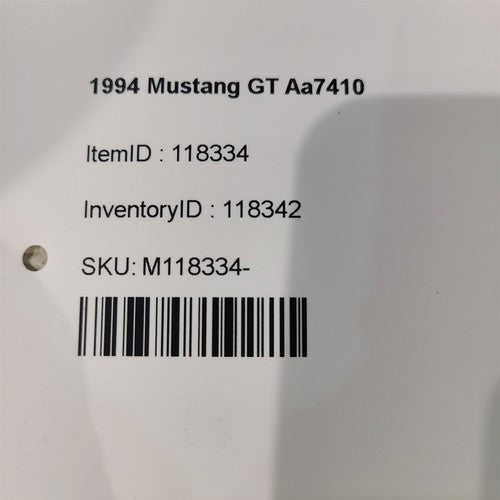 1994 Mustang GT Aa7410
ItemID : 118334
InventoryID : 118342
SKU: M118334-